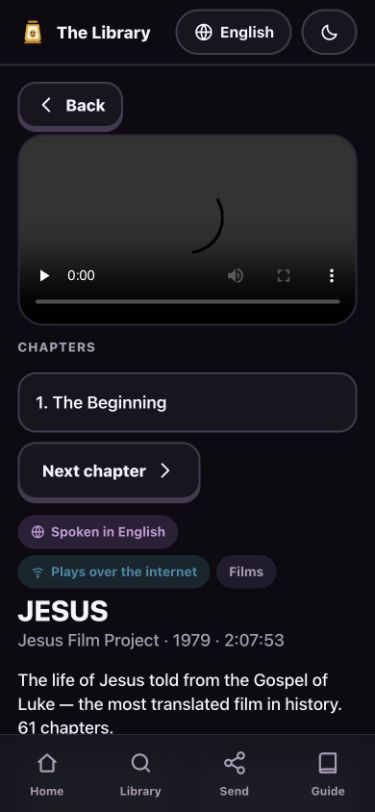 The Library
English
Back
0:00
CHAPTERS
1. The Beginning
Next chapter
Spoken in English
Plays over the internet
Films
JESUS
Jesus Film Project · 1979 · 2:07:53
The life of Jesus told from the Gospel of
Luke — the most translated film in history.
61 chapters.
Home
Library
Send
Guide